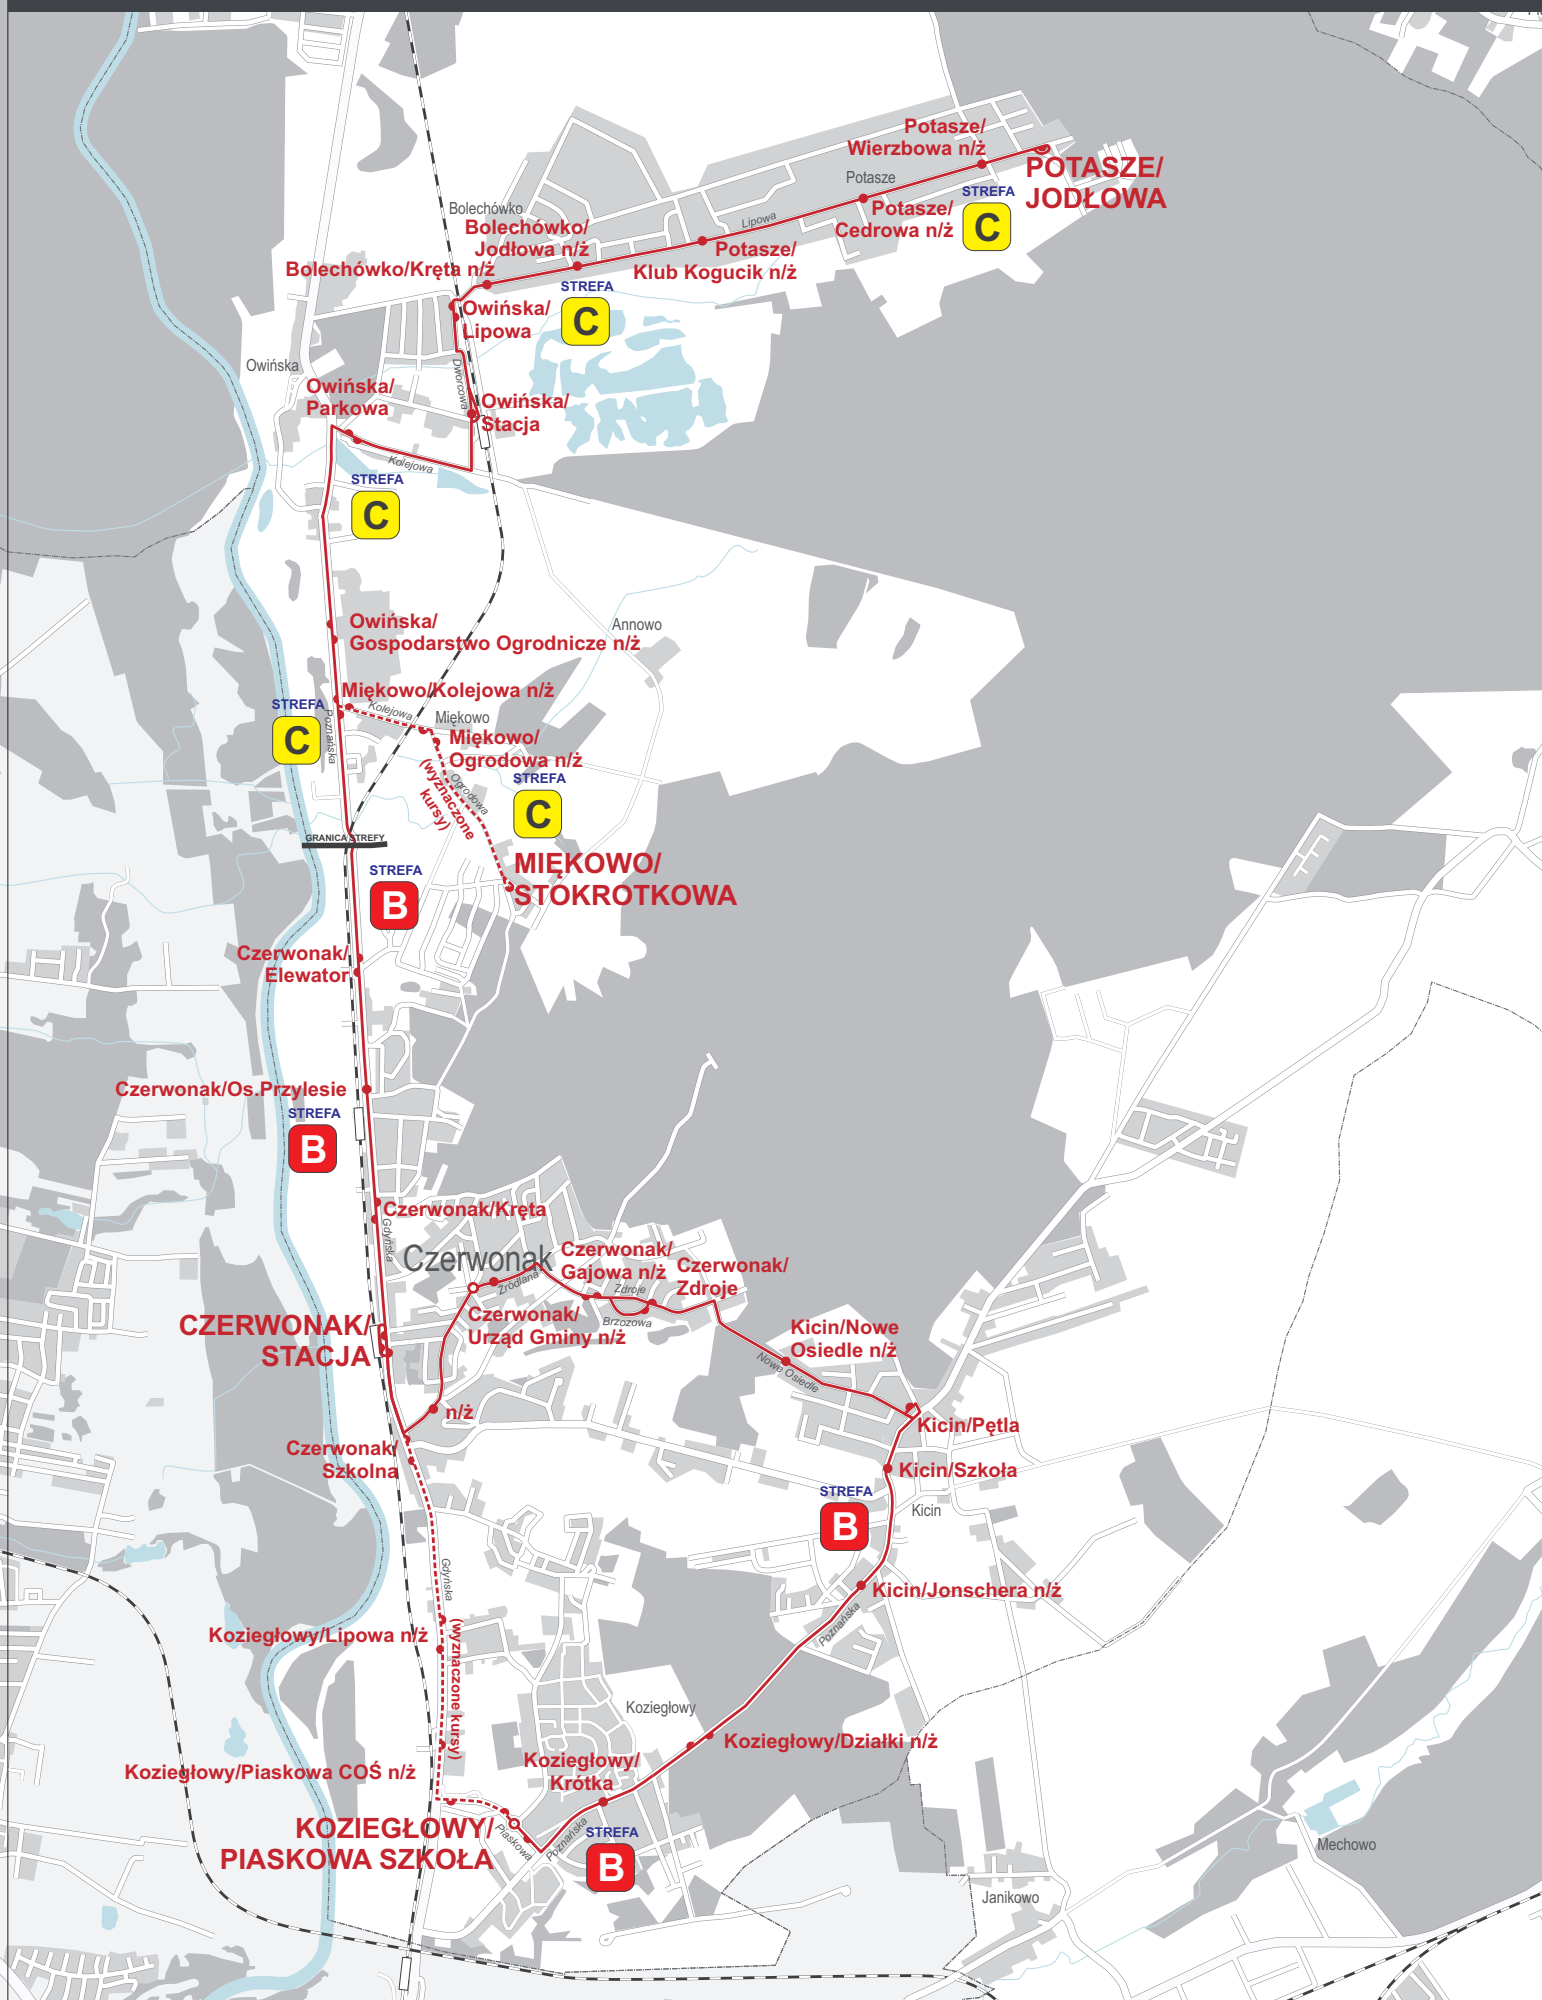 Potasze/
Wierzbowa n/ż
POTASZE/
JODŁOWA
Potasze
STREFA
C
Potasze/
Cedrowa n/ż
Lipowa
Bolechówko
Bolechówko/
Jodłowa n/ż
Potasze/
Klub Kogucik n/ż
Bolechówko/Kręta n/ż
STREFA
C
Owińska/
Lipowa
Owińska
Dworcowa
Owińska/
Parkowa
Owińska/
Stacja
Kolejowa
STREFA
C
Owińska/
Gospodarstwo Ogrodnicze n/ż
Annowo
Miękowo/Kolejowa n/ż
STREFA
C
Kolejowa
Poznańska
Miękowo
Miękowo/
Ogrodowa n/ż
Ogrodowa
(wyznaczone
kursy)
STREFA
C
GRANICA STREFY
MIĘKOWO/
STOKROTKOWA
STREFA
B
Czerwonak/
Elewator
Czerwonak/Os.Przylesie
STREFA
B
Czerwonak/Kręta
Gdyńska
Czerwonak
Źródlana
Czerwonak/
Gajowa n/ż
Czerwonak/
Zdroje
Zdroje
Brzozowa
Czerwonak/
Urząd Gminy n/ż
CZERWONAK/
STACJA
Kicin/Nowe
Osiedle n/ż
Nowe Osiedle
n/ż
Kicin/Pętla
Czerwonak/
Szkolna
Kicin/Szkoła
STREFA
B
Kicin
Gdyńska
Kicin/Jonschera n/ż
Poznańska
Koziegłowy/Lipowa n/ż
(wyznaczone kursy)
Koziegłowy
Koziegłowy/Działki n/ż
Koziegłowy/
Krótka
Koziegłowy/Piaskowa COŚ n/ż
KOZIEGŁOWY/
PIASKOWA SZKOŁA
Piaskowa
Poznańska
STREFA
B
Mechowo
Janikowo